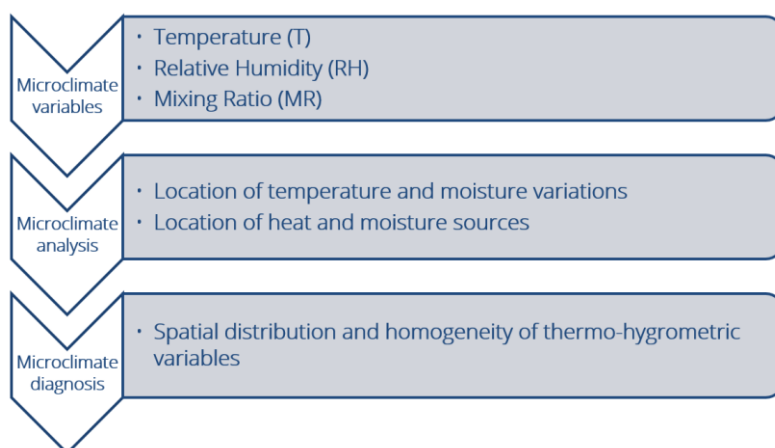 Microclimate
variables
· Temperature (T)
· Relative Humidity (RH)
· Mixing Ratio (MR)
Microclimate
analysis
· Location of temperature and moisture variations
· Location of heat and moisture sources
Microclimate
diagnosis
· Spatial distribution and homogeneity of thermo-hygrometric
variables